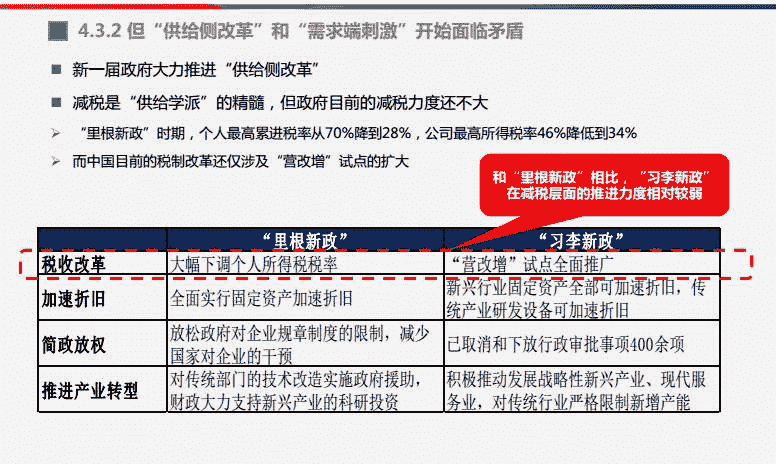 4.3.2 但“供给侧改革”和“需求端刺激”开始面临矛盾
新一届政府大力推进“供给侧改革”
减税是“供给学派”的精髓，但政府目前的减税力度还不大
“里根新政”时期，个人最高累进税率从70%降到28%，公司最高所得税率46%降低到34%
而中国目前的税制改革还仅涉及“营改增”试点的扩大
和“里根新政”相比，“习李新政”
在减税层面的推进力度相对较弱
“里根新政” “习李新政”
税收改革 大幅下调个人所得税税率 “营改增”试点全面推广
加速折旧 全面实行固定资产加速折旧 新兴行业固定资产全部可加速折旧，传
统产业研发设备可加速折旧
简政放权 放松政府对企业规章制度的限制，减少
国家对企业的干预 已取消和下放行政审批事项400余项
推进产业转型 对传统部门的技术改造实施政府援助，
财政大力支持新兴产业的科研投资 积极推动发展战略性新兴产业、现代服
务业，对传统行业严格限制新增产能